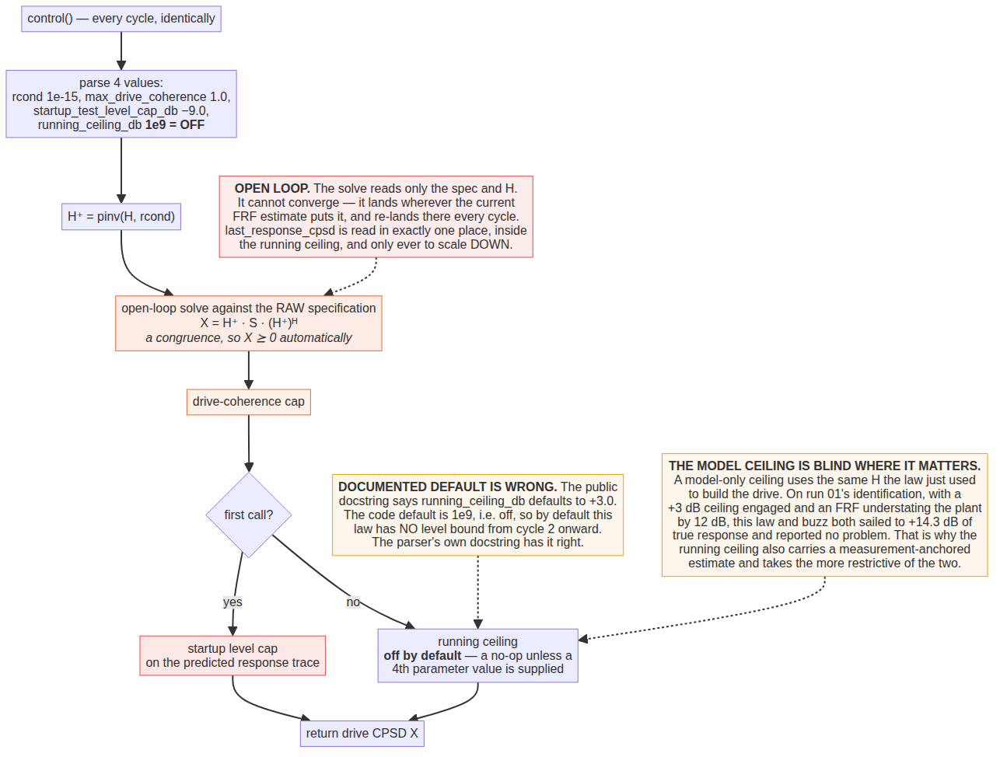 control() — every cycle, identically
parse 4 values:
rcond 1e-15, max_drive_coherence 1.0,
startup_test_level_cap_db −9.0,
running_ceiling_db 1e9 = OFF
H⁺ = pinv(H, rcond)
OPEN LOOP. The solve reads only the spec and H.
It cannot converge — it lands wherever the current
FRF estimate puts it, and re-lands there every cycle.
last_response_cpsd is read in exactly one place, inside
the running ceiling, and only ever to scale DOWN.
open-loop solve against the RAW specification
X = H⁺ · S · (H⁺)ᴴ
a congruence, so X ⪰ 0 automatically
drive-coherence cap
first call?
DOCUMENTED DEFAULT IS WRONG. The public
docstring says running_ceiling_db defaults to +3.0.
The code default is 1e9, i.e. off, so by default this
law has NO level bound from cycle 2 onward.
The parser's own docstring has it right.
THE MODEL CEILING IS BLIND WHERE IT MATTERS.
A model-only ceiling uses the same H the law just used
to build the drive. On run 01's identification, with a
+3 dB ceiling engaged and an FRF understating the plant
by 12 dB, this law and buzz both sailed to +14.3 dB of
true response and reported no problem. That is why the
running ceiling also carries a measurement-anchored
estimate and takes the more restrictive of the two.
yes
no
startup level cap
on the predicted response trace
running ceiling
off by default — a no-op unless a
4th parameter value is supplied
return drive CPSD X